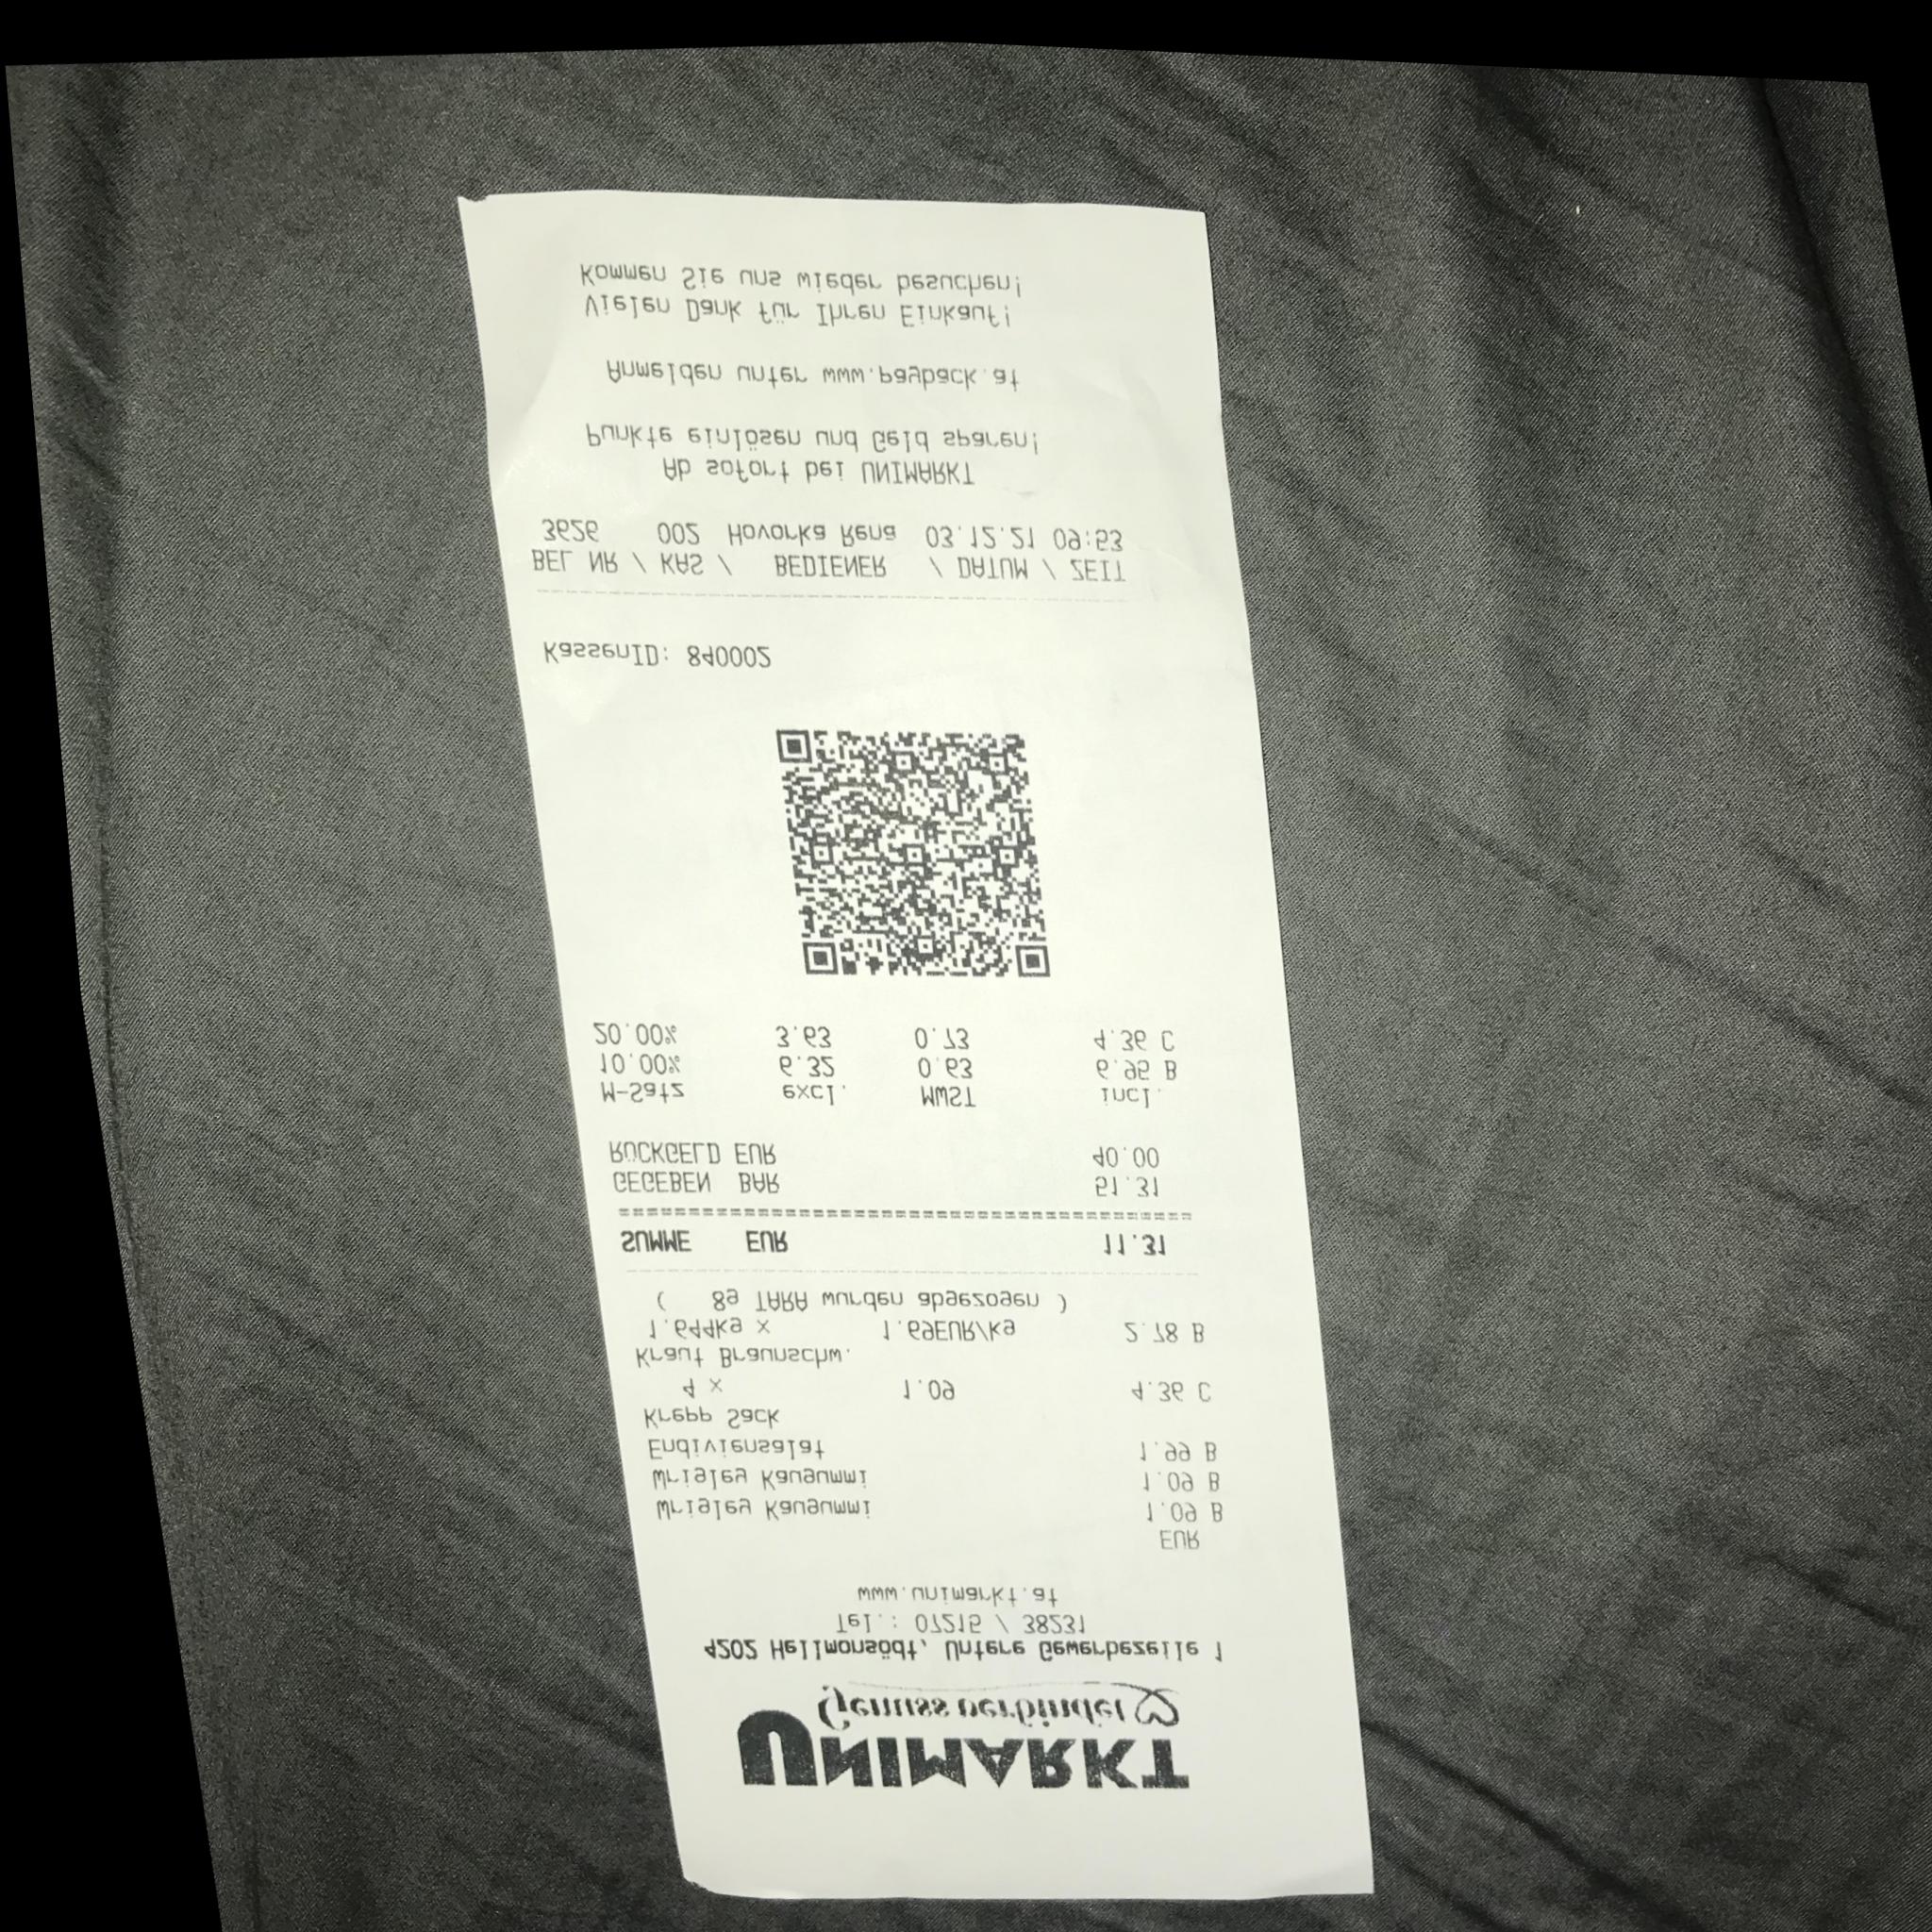 UNIMARKT
Genuss verbindet
4202 Hellmonsödt, Untere Gewerbezeile 1
Tel.: 07215 / 38231
www.unimarkt.at
EUR
Wrigley Kaugummi 1.09 B
Wrigley Kaugummi 1.09 B
Endiviensalat 1.99 B
Krepp Sack
4 x 1.09 4.36 C
Kraut Braunschw.
1.644kg x 1.69EUR/kg 2.78 B
( 8g TARA wurden abgezogen )
SUMME EUR 11.31
GEGEBEN BAR 51.31
RÜCKGELD EUR 40.00
M-Satz excl. MWST incl.
10.00% 6.32 0.63 6.95 B
20.00% 3.63 0.73 4.36 C
KassenID: 840002
BEL NR / KAS / BEDIENER / DATUM / ZEIT
3626 002 Hovorka Rena 03.12.21 09:53
Ab sofort bei UNIMARKT
Punkte einlösen und Geld sparen!
Anmelden unter www.payback.at
Vielen Dank für Ihren Einkauf!
Kommen Sie uns wieder besuchen!